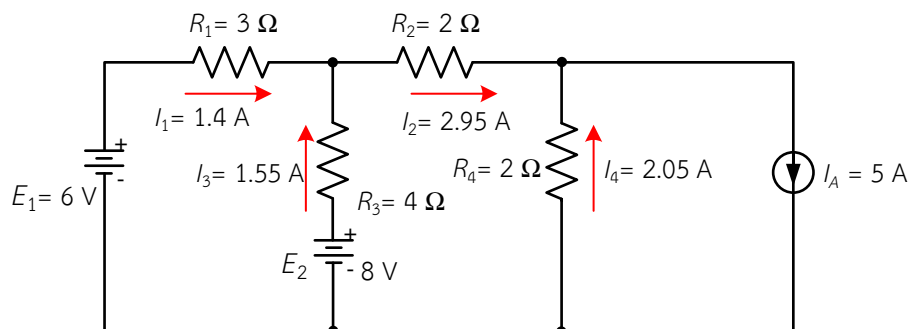 R1= 3 Ω
R2= 2 Ω
I1= 1.4 A
I2= 2.95 A
+
-
E1= 6 V
I3= 1.55 A
R3= 4 Ω
R4= 2 Ω
I4= 2.05 A
IA = 5 A
+
E2
- 8 V